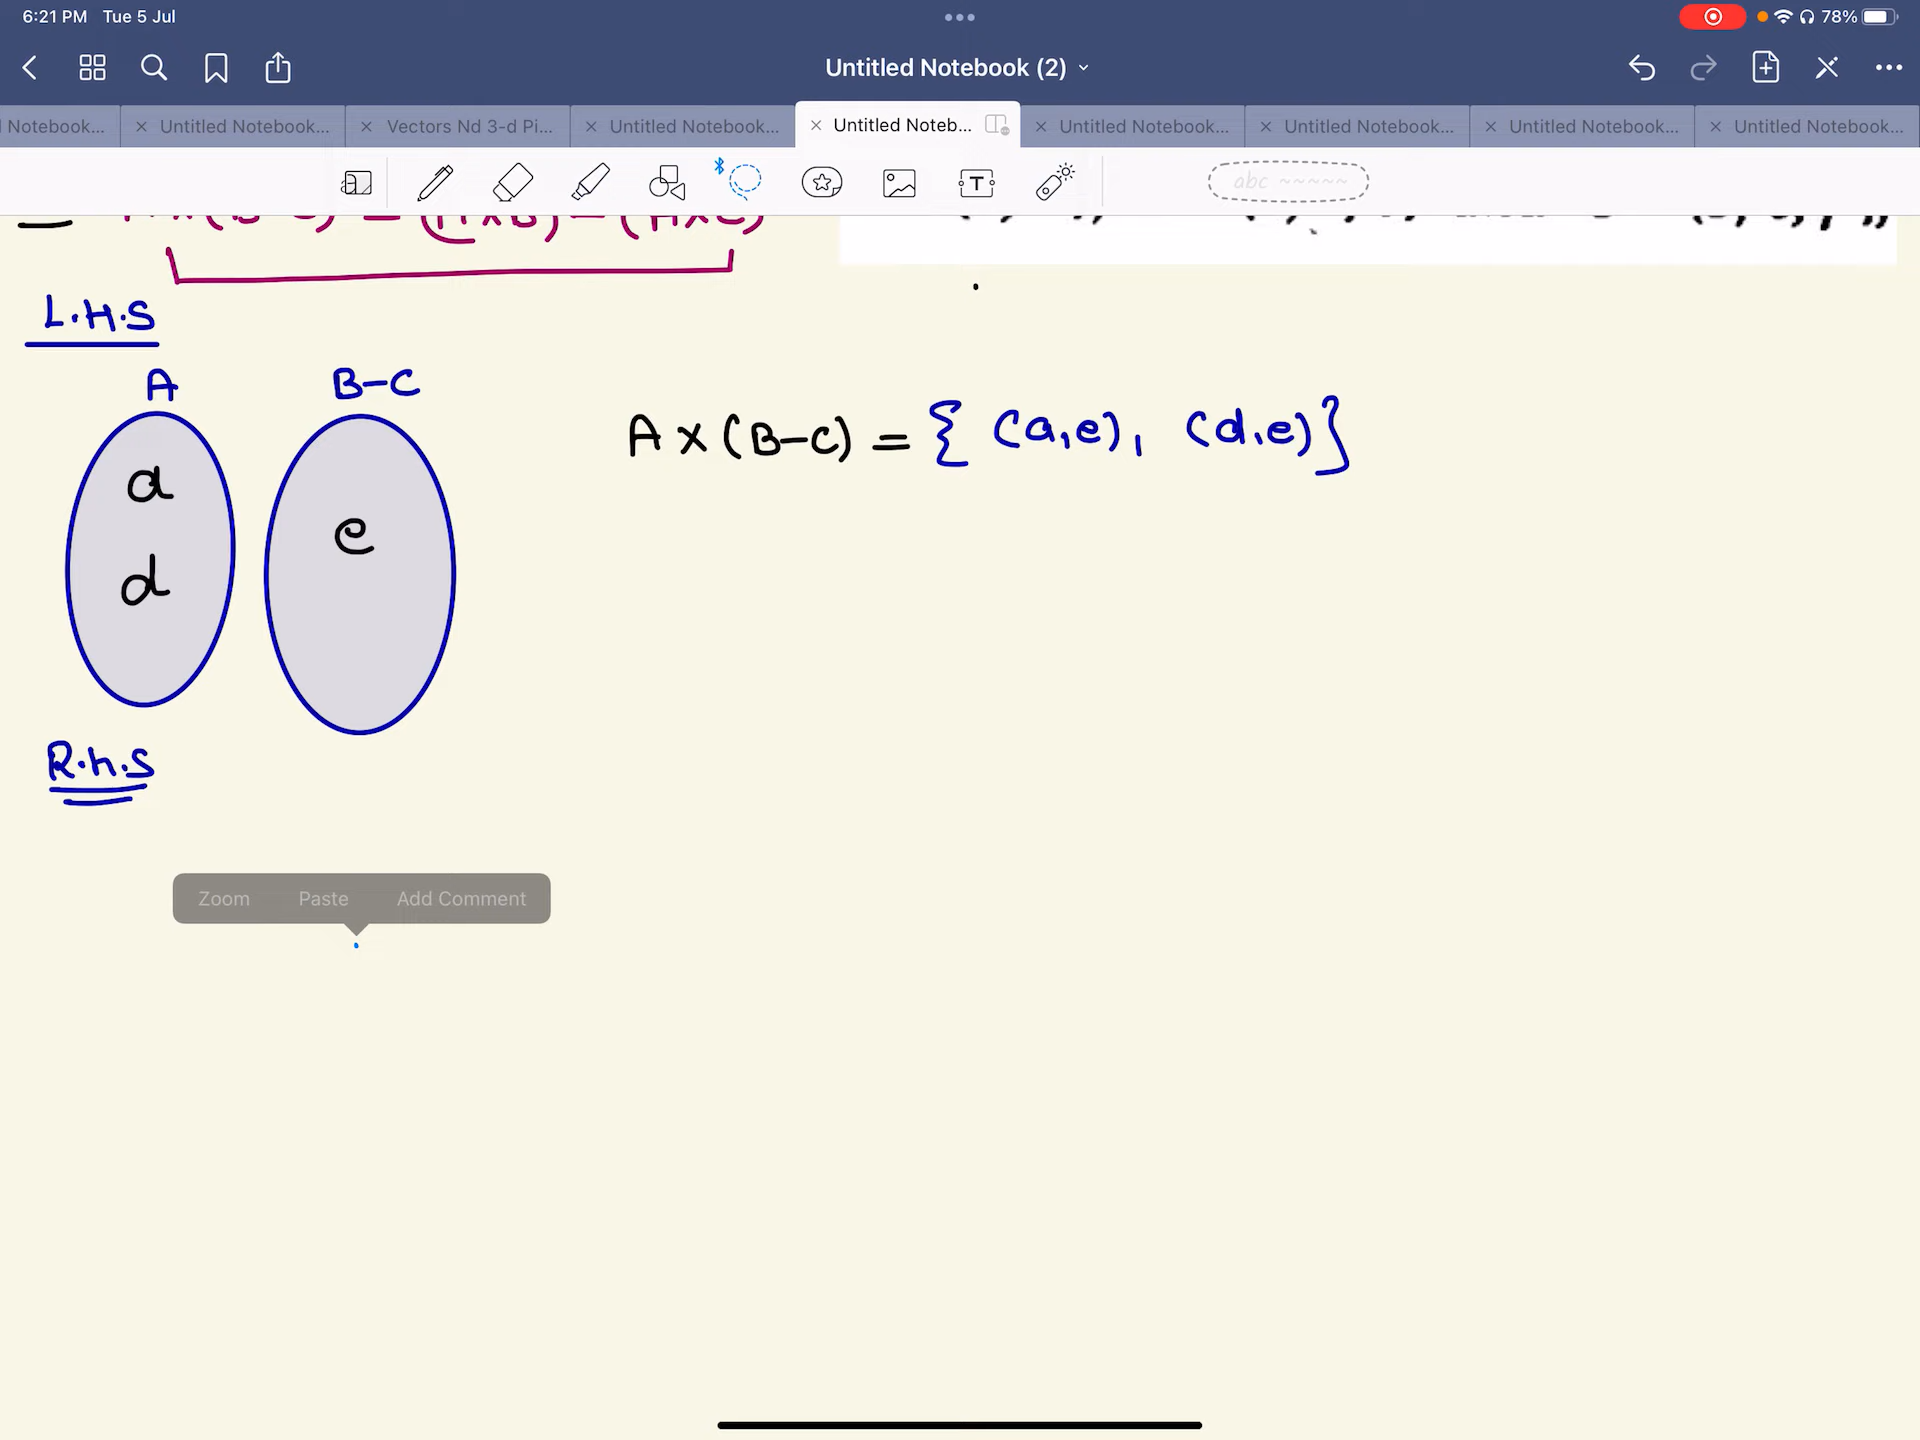 6:21 PM Tue 5 Jul
78%
Untitled Notebook (2)
Notebook... Untitled Notebook... Vectors Nd 3-d Pi... Untitled Notebook... Untitled Noteb... Untitled Notebook... Untitled Notebook... Untitled Notebook... Untitled Notebook...
abc
T
L.H.S
A B-C
A x (B-C) = { (a,e), (d,e) }
a
e
d
R.h.s
Zoom Paste Add Comment